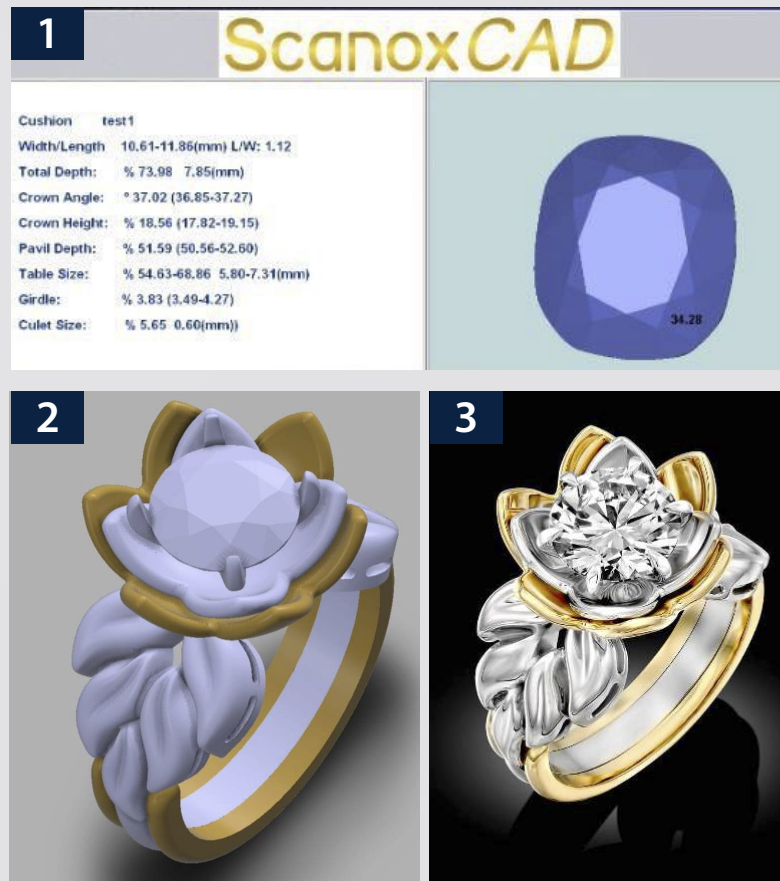 1
ScanoxCAD
Cushion test1
Width/Length 10.61-11.86(mm) L/W: 1.12
Total Depth: % 73.98 7.85(mm)
Crown Angle: ° 37.02 (36.85-37.27)
Crown Height: % 18.56 (17.82-19.15)
Pavil Depth: % 51.59 (50.56-52.60)
Table Size: % 54.63-68.86 5.80-7.31(mm)
Girdle: % 3.83 (3.49-4.27)
Culet Size: % 5.65 0.60(mm))
34.28
2
3